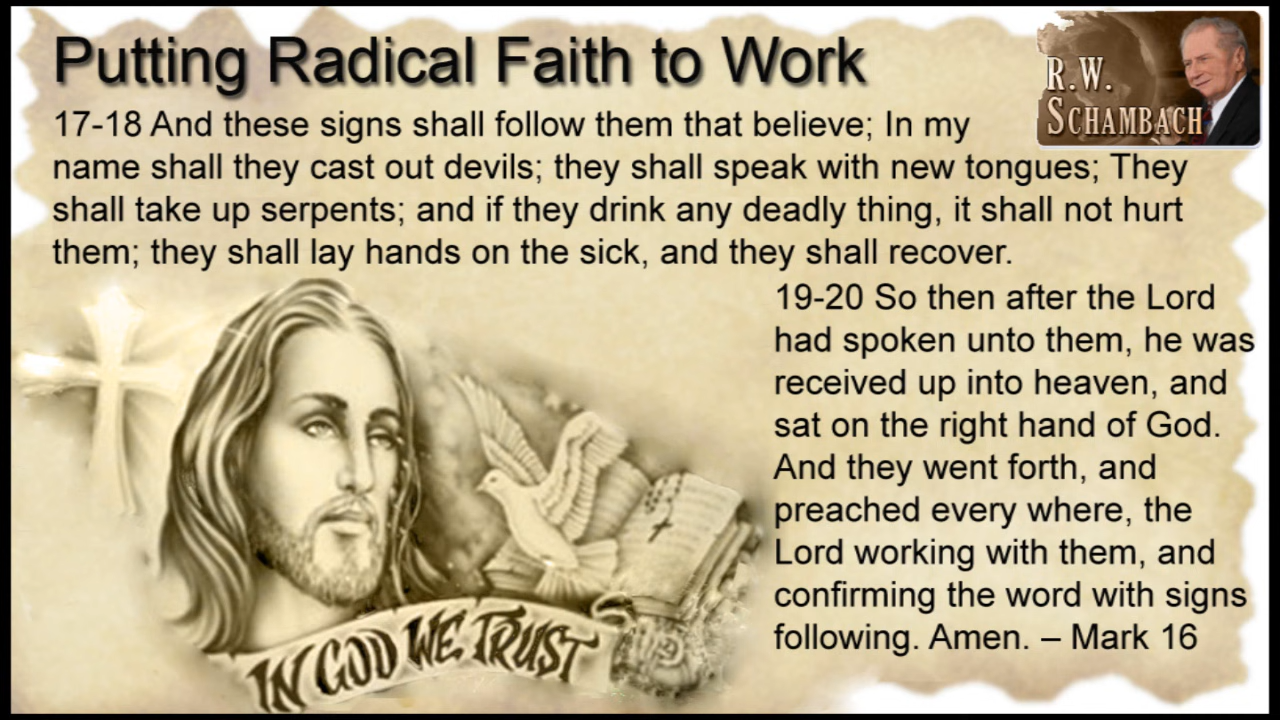 Putting Radical Faith to Work
R.W.
SCHAMBACH
17-18 And these signs shall follow them that believe; In my
name shall they cast out devils; they shall speak with new tongues; They
shall take up serpents; and if they drink any deadly thing, it shall not hurt
them; they shall lay hands on the sick, and they shall recover.
19-20 So then after the Lord
had spoken unto them, he was
received up into heaven, and
sat on the right hand of God.
And they went forth, and
preached every where, the
Lord working with them, and
confirming the word with signs
following. Amen. – Mark 16
IN GOD WE TRUST